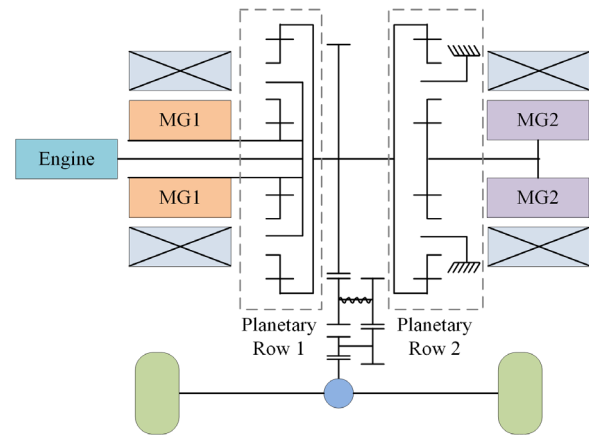 MG1
MG2
Engine
MG1
MG2
Planetary
Row 1
Planetary
Row 2